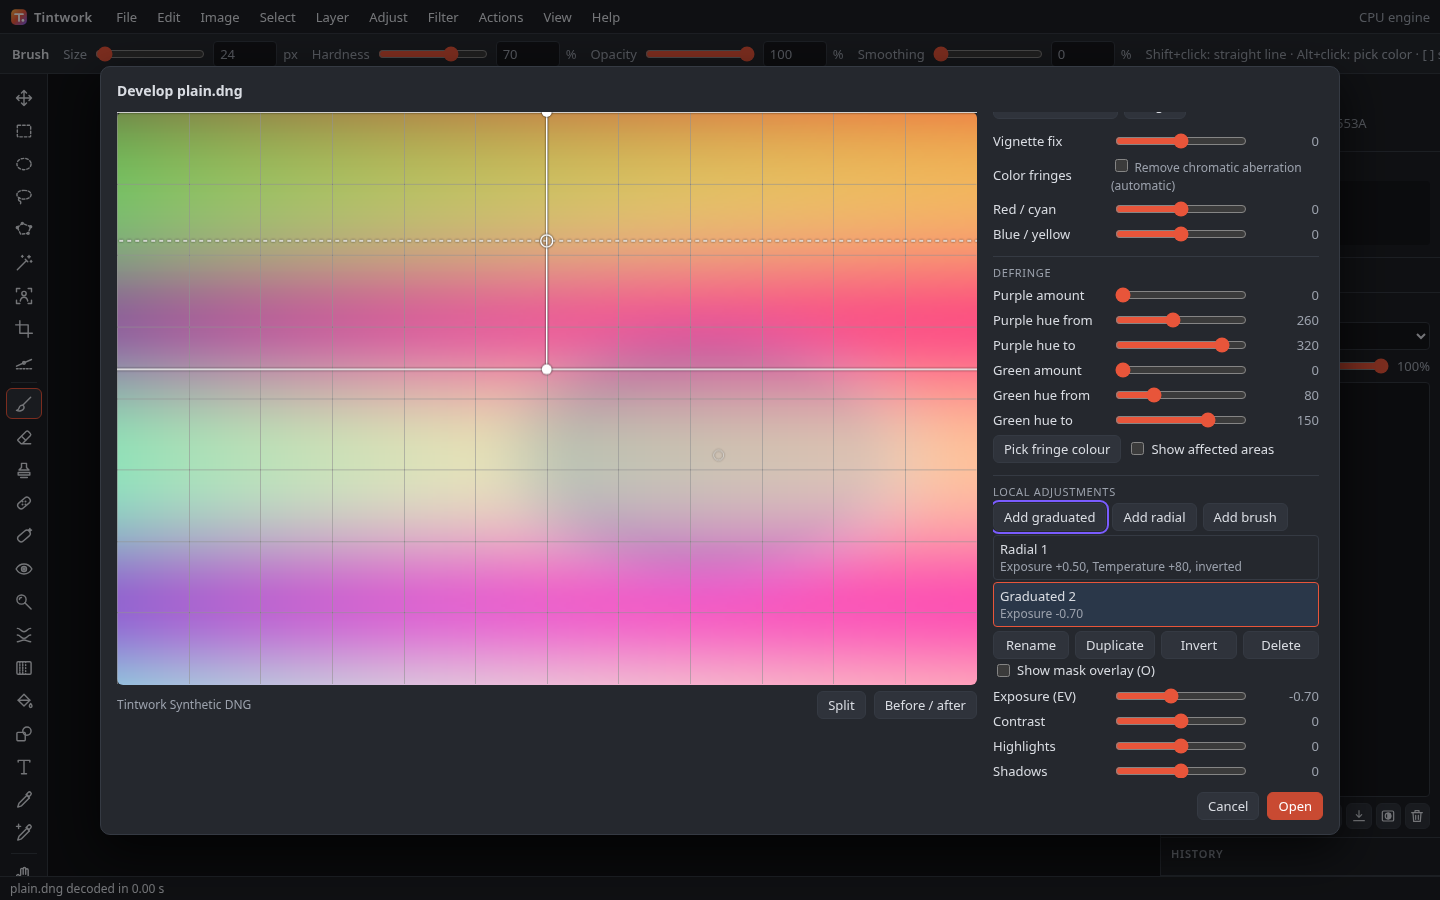 Tintwork File Edit Image Select Layer Adjust Filter Actions View Help CPU engine
Brush Size 24 px Hardness 70 % Opacity 100 % Smoothing 0 % Shift+click: straight line · Alt+click: pick color · [ ]
Develop plain.dng
553A
Vignette fix 0
Color fringes Remove chromatic aberration
(automatic)
Red / cyan 0
Blue / yellow 0
DEFRINGE
Purple amount 0
Purple hue from 260
Purple hue to 320
100%
Green amount 0
Green hue from 80
Green hue to 150
Pick fringe colour Show affected areas
LOCAL ADJUSTMENTS
Add graduated Add radial Add brush
Radial 1
Exposure +0.50, Temperature +80, inverted
Graduated 2
Exposure -0.70
Rename Duplicate Invert Delete
Show mask overlay (O)
Exposure (EV) -0.70
Tintwork Synthetic DNG Split Before / after
Contrast 0
Highlights 0
Shadows 0
Cancel Open
HISTORY
plain.dng decoded in 0.00 s